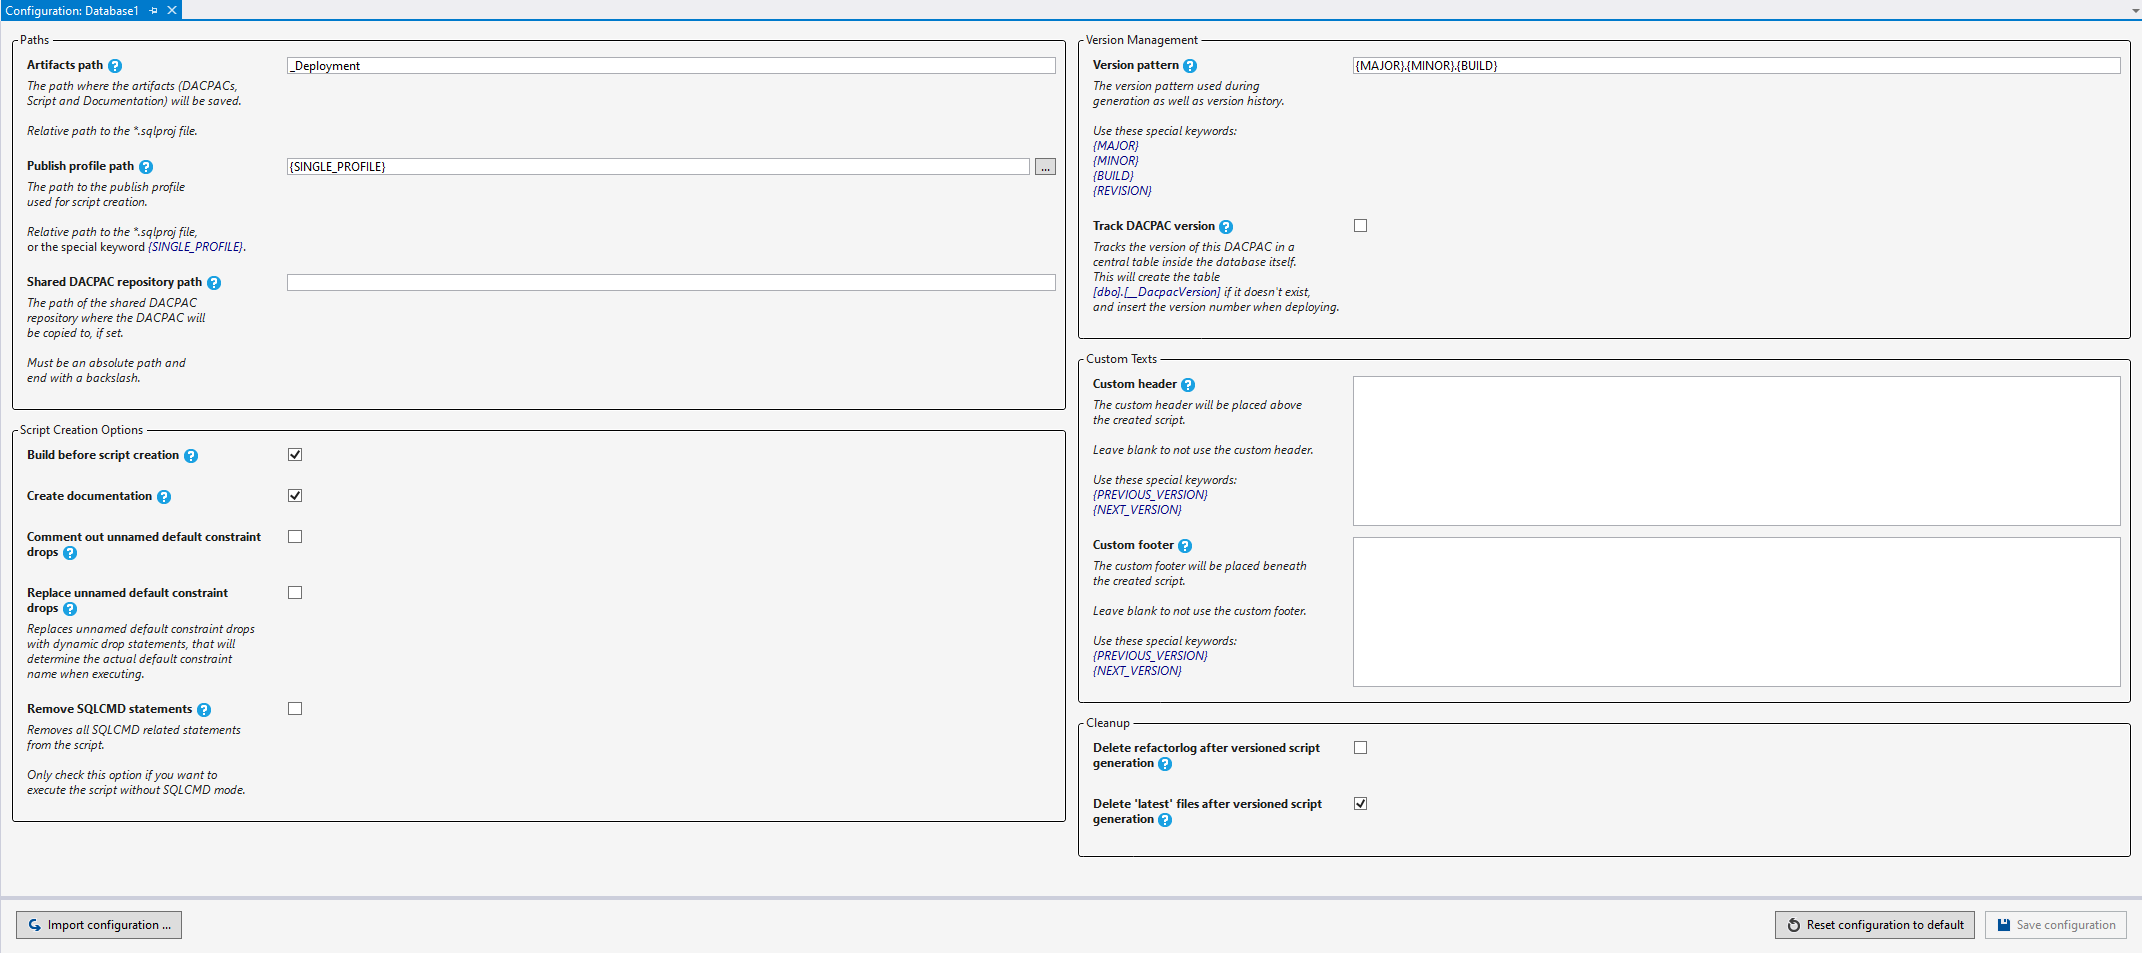 Configuration: Database1
Paths
Artifacts path
_Deployment
The path where the artifacts (DACPACs,
Script and Documentation) will be saved.
Relative path to the *.sqlproj file.
Publish profile path
{SINGLE_PROFILE}
...
The path to the publish profile
used for script creation.
Relative path to the *.sqlproj file,
or the special keyword {SINGLE_PROFILE}.
Shared DACPAC repository path
The path of the shared DACPAC
repository where the DACPAC will
be copied to, if set.
Must be an absolute path and
end with a backslash.
Script Creation Options
Build before script creation
Create documentation
Comment out unnamed default constraint
drops
Replace unnamed default constraint
drops
Replaces unnamed default constraint drops
with dynamic drop statements, that will
determine the actual default constraint
name when executing.
Remove SQLCMD statements
Removes all SQLCMD related statements
from the script.
Only check this option if you want to
execute the script without SQLCMD mode.
Version Management
Version pattern
{MAJOR}.{MINOR}.{BUILD}
The version pattern used during
generation as well as version history.
Use these special keywords:
{MAJOR}
{MINOR}
{BUILD}
{REVISION}
Track DACPAC version
Tracks the version of this DACPAC in a
central table inside the database itself.
This will create the table
[dbo].[__DacpacVersion] if it doesn't exist,
and insert the version number when deploying.
Custom Texts
Custom header
The custom header will be placed above
the created script.
Leave blank to not use the custom header.
Use these special keywords:
{PREVIOUS_VERSION}
{NEXT_VERSION}
Custom footer
The custom footer will be placed beneath
the created script.
Leave blank to not use the custom footer.
Use these special keywords:
{PREVIOUS_VERSION}
{NEXT_VERSION}
Cleanup
Delete refactorlog after versioned script
generation
Delete 'latest' files after versioned script
generation
Import configuration ...
Reset configuration to default
Save configuration